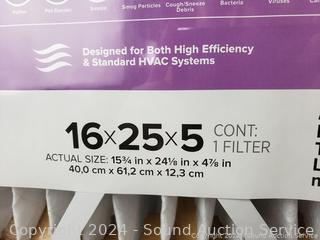 Pollen Pet Dander Smog Particles Cough/Sneeze Debris Bacteria Viruses
Designed for Both High Efficiency
& Standard HVAC Systems
16x25x5 CONT:
1 FILTER
ACTUAL SIZE: 15¾ in x 24⅛ in x 4⅞ in
40,0 cm x 61,2 cm x 12,3 cm
Copyright 2024 - Sound Auction Service